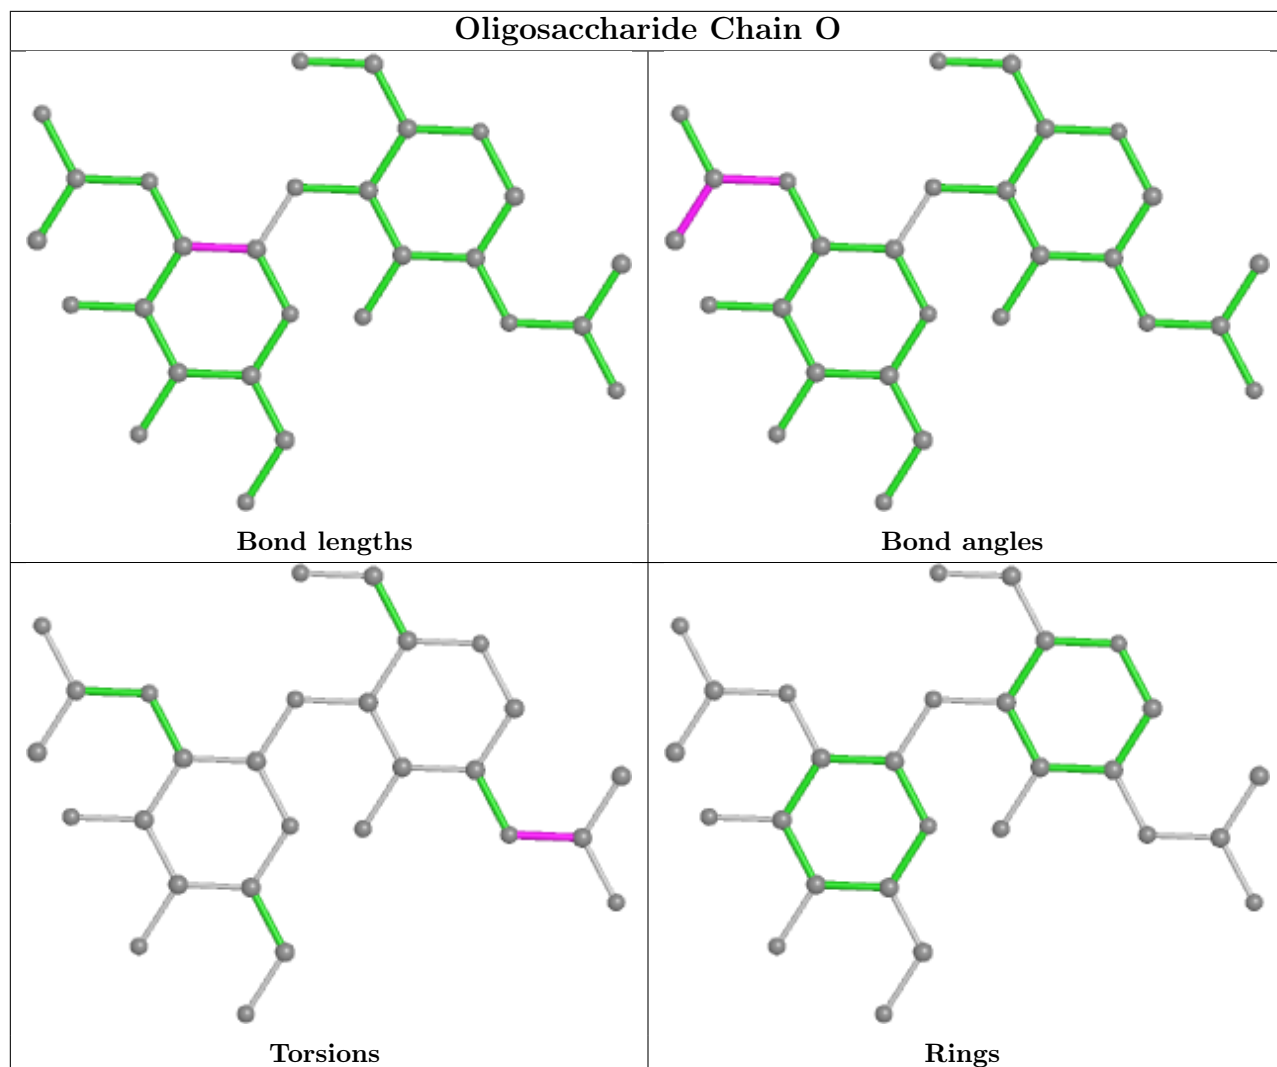 Oligosaccharide Chain O
Bond lengths
Bond angles
Torsions
Rings